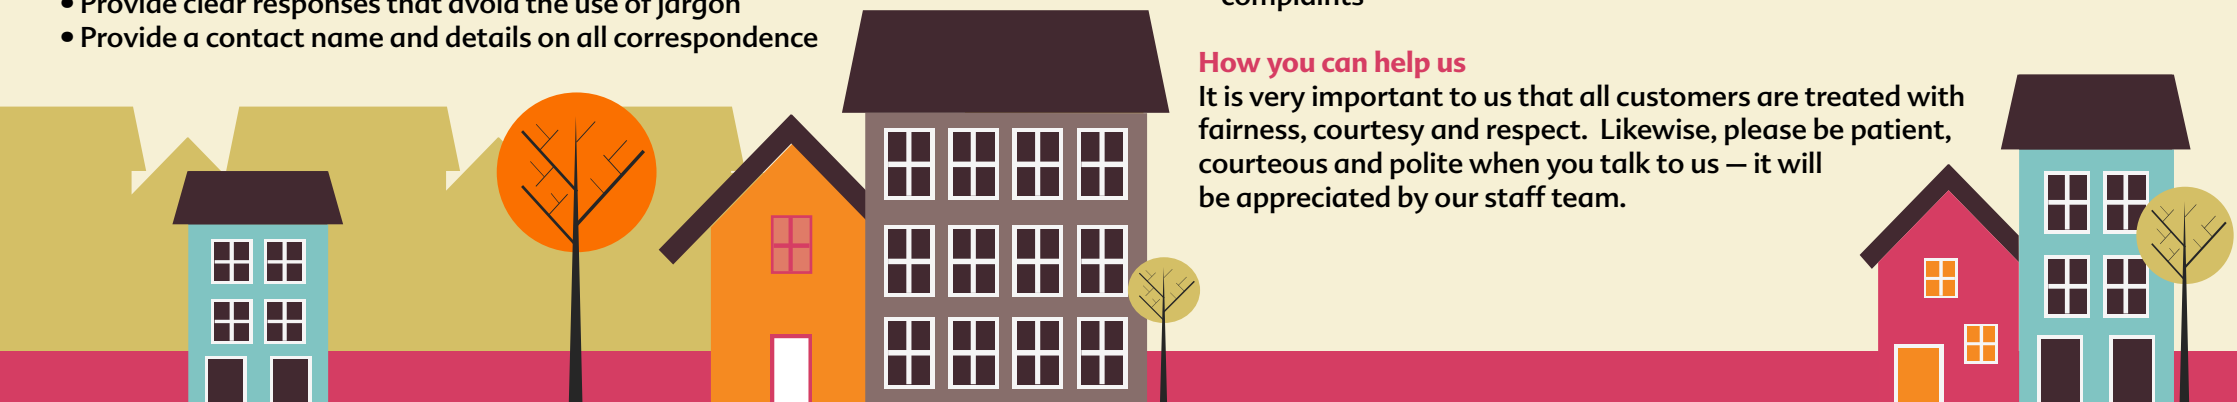 • Provide clear responses that avoid the use of jargon
• Provide a contact name and details on all correspondence
complaints
How you can help us
It is very important to us that all customers are treated with
fairness, courtesy and respect.  Likewise, please be patient,
courteous and polite when you talk to us – it will
be appreciated by our staff team.